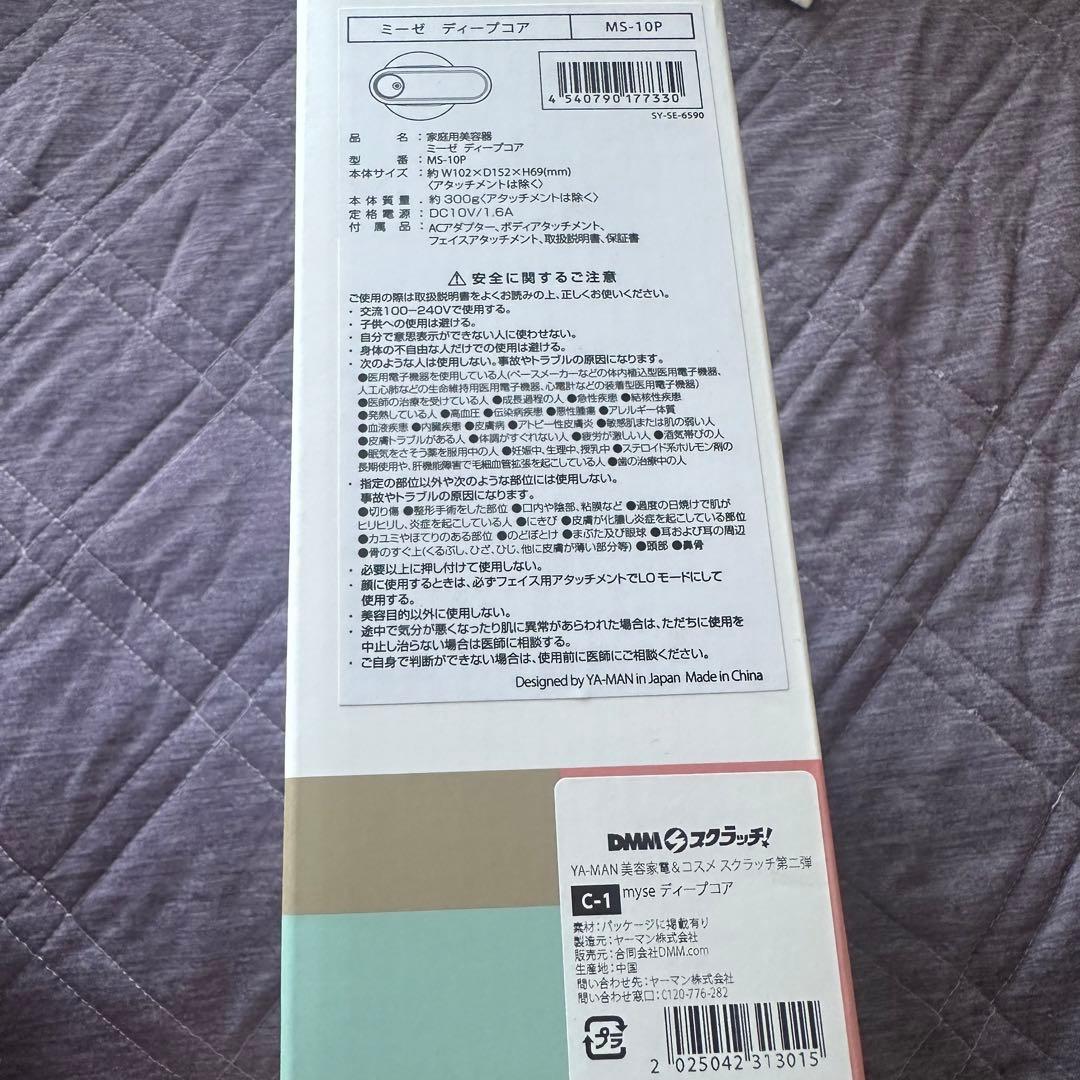 ミーゼ ディープコア MS-10P
4 540790 177330
SY-SE-6590
品名：家庭用美容器
ミーゼ ディープコア
型番：MS-10P
本体サイズ：約 W102×D152×H69(mm)
〈アタッチメントは除く〉
本体質量：約 300g〈アタッチメントは除く〉
定格電源：DC10V/1.6A
付属品：ACアダプター、ボディアタッチメント、
フェイスアタッチメント、取扱説明書、保証書
⚠ 安全に関するご注意
ご使用の際は取扱説明書をよくお読みの上、正しくお使いください。
・交流100−240Vで使用する。
・子供への使用は避ける。
・自分で意思表示ができない人に使わせない。
・身体の不自由な人だけでの使用は避ける。
・次のような人は使用しない。事故やトラブルの原因になります。
●医用電子機器を使用している人(ペースメーカーなどの体内植込型医用電子機器、
人工心肺などの生命維持用医用電子機器、心電計などの装着型医用電子機器)
●医師の治療を受けている人 ●成長過程の人 ●急性疾患 ●結核性疾患
●発熱している人 ●高血圧 ●伝染病疾患 ●悪性腫瘍 ●アレルギー体質
●血液疾患 ●内臓疾患 ●皮膚病 ●アトピー性皮膚炎 ●敏感肌または肌の弱い人
●皮膚トラブルがある人 ●体調がすぐれない人 ●疲労が激しい人 ●酒気帯びの人
●眠気をさそう薬を服用中の人 ●妊娠中、生理中、授乳中 ●ステロイド系ホルモン剤の
長期使用や、肝機能障害で毛細血管拡張を起こしている人 ●歯の治療中の人
・指定の部位以外や次のような部位には使用しない。
事故やトラブルの原因になります。
●切り傷 ●整形手術をした部位 ●口内や陰部、粘膜など ●過度の日焼けで肌が
ヒリヒリし、炎症を起こしている人 ●にきび ●皮膚が化膿し炎症を起こしている部位
●カユミやほてりのある部位 ●のどぼとけ ●まぶた及び眼球 ●耳および耳の周辺
●骨のすぐ上(くるぶし、ひざ、ひじ、他に皮膚が薄い部分等) ●頭部 ●鼻骨
・必要以上に押し付けて使用しない。
・顔に使用するときは、必ずフェイス用アタッチメントでLOモードにして
使用する。
・美容目的以外に使用しない。
・途中で気分が悪くなったり肌に異常があらわれた場合は、ただちに使用を
中止し治らない場合は医師に相談する。
・ご自身で判断ができない場合は、使用前に医師にご相談ください。
Designed by YA-MAN in Japan Made in China
DMMスクラッチ!
YA-MAN 美容家電＆コスメ スクラッチ第二弾
C-1 myse ディープコア
素材：パッケージに掲載有り
製造元：ヤーマン株式会社
販売元：合同会社DMM.com
生産地：中国
問い合わせ先：ヤーマン株式会社
問い合わせ窓口：C120-776-282
プラ
2 025042 313015